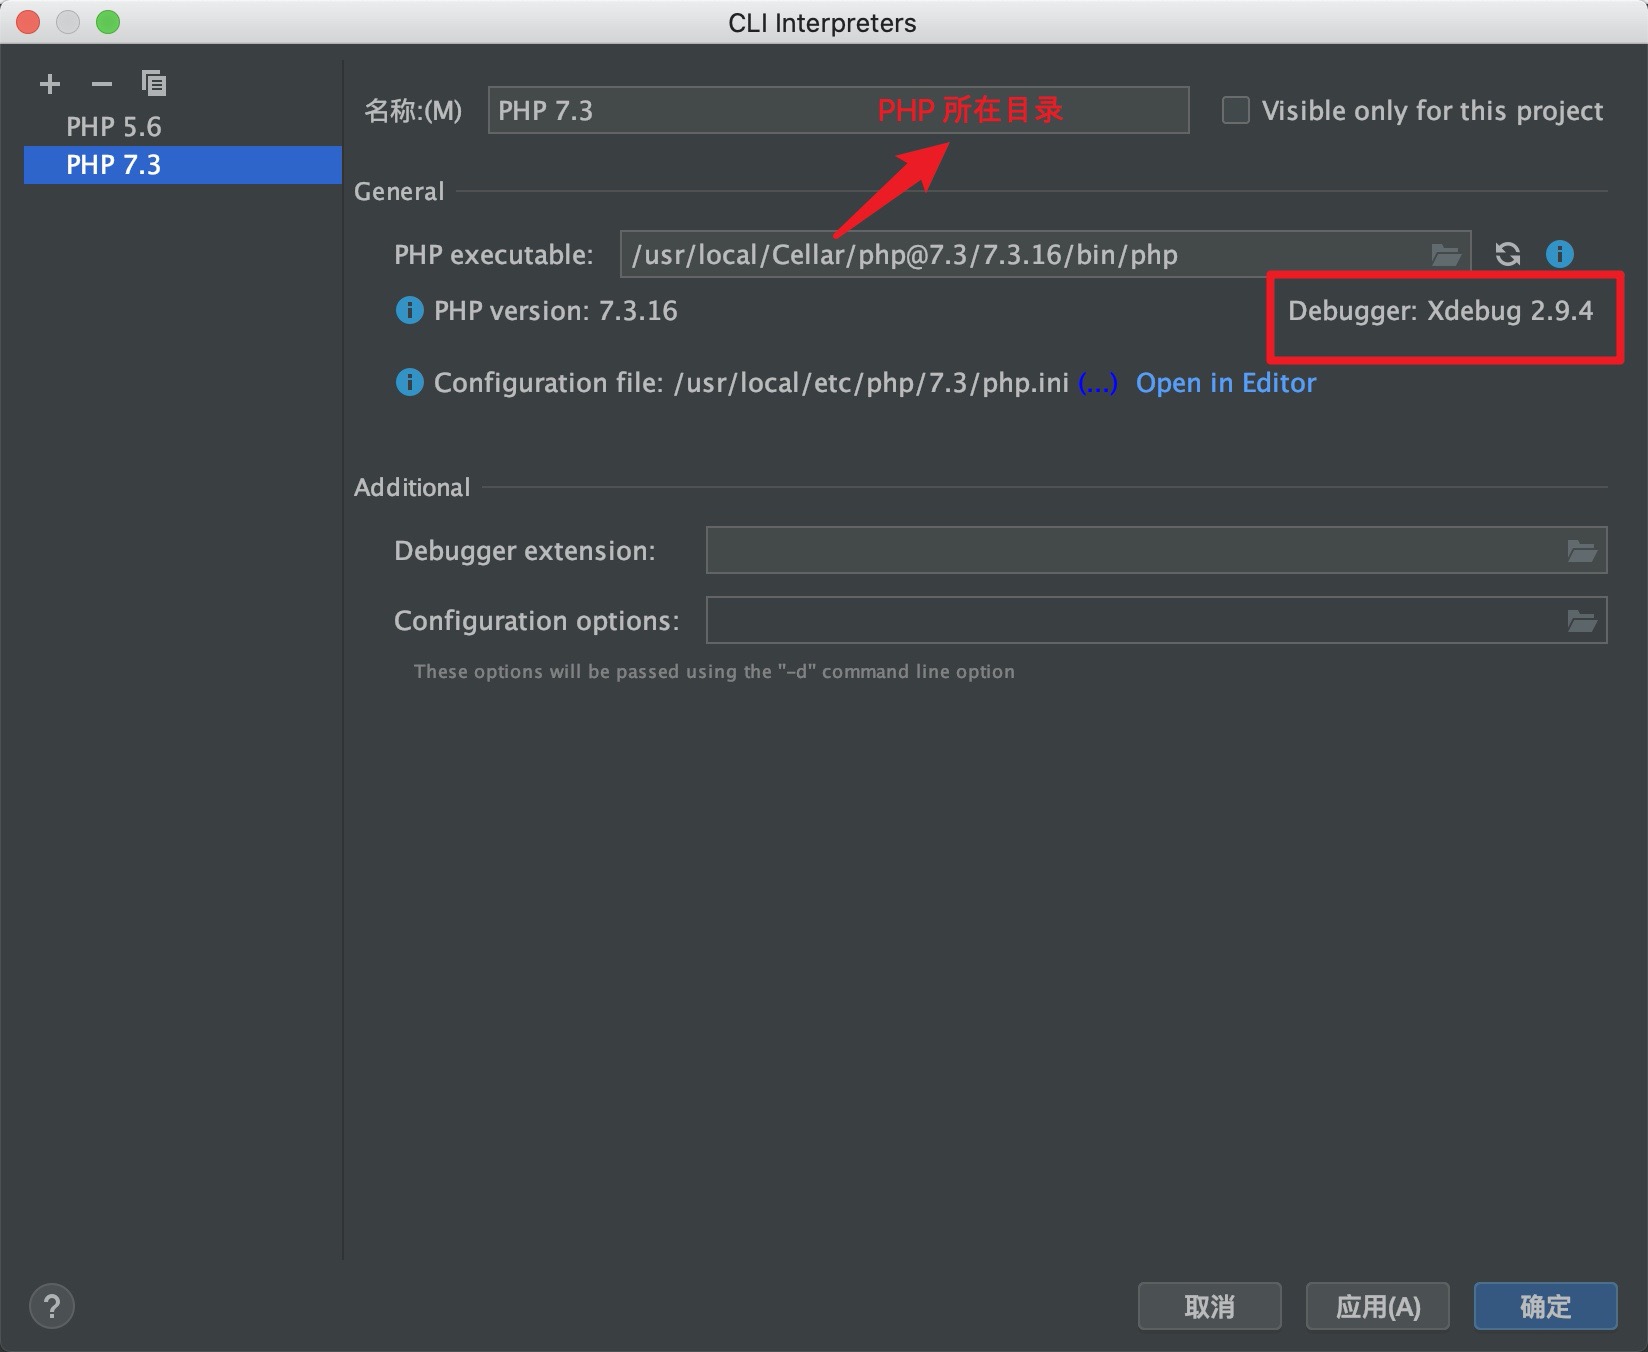 CLI Interpreters
PHP 5.6
PHP 7.3
名称:(M) PHP 7.3 PHP 所在目录 Visible only for this project
General
PHP executable: /usr/local/Cellar/php@7.3/7.3.16/bin/php
PHP version: 7.3.16 Debugger: Xdebug 2.9.4
Configuration file: /usr/local/etc/php/7.3/php.ini (...) Open in Editor
Additional
Debugger extension:
Configuration options:
These options will be passed using the "-d" command line option
? 取消 应用(A) 确定